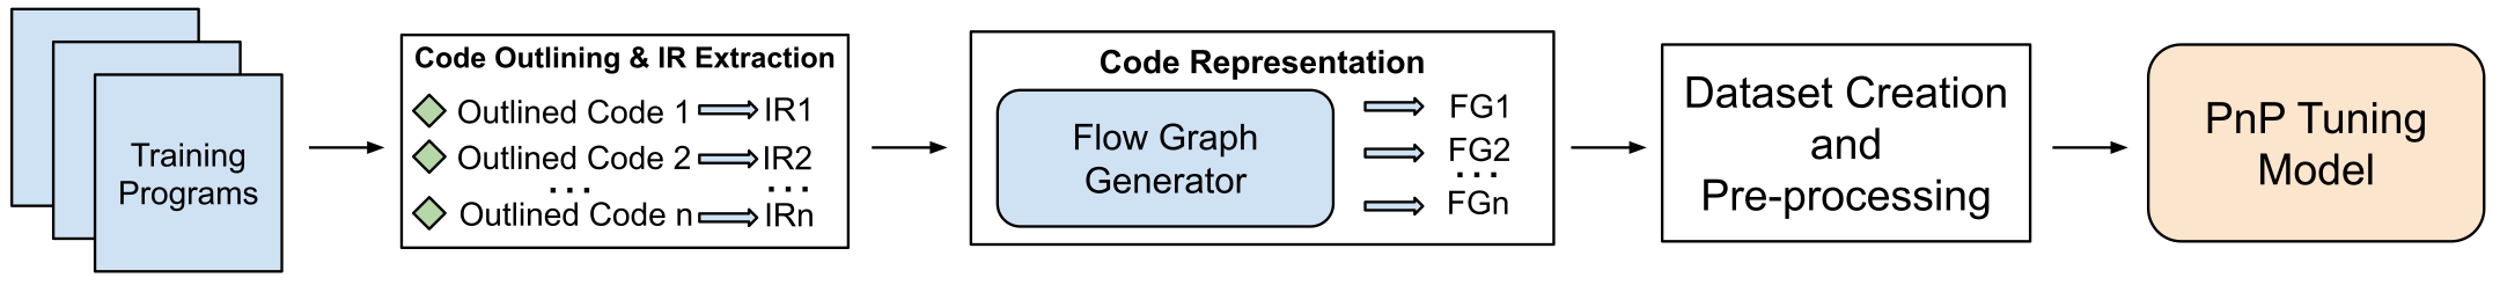 Training
Programs
Code Outlining & IR Extraction
Outlined Code 1 IR1
Outlined Code 2 IR2
... ...
Outlined Code n IRn
Code Representation
Flow Graph
Generator
FG1
FG2
...
FGn
Dataset Creation
and
Pre-processing
PnP Tuning
Model